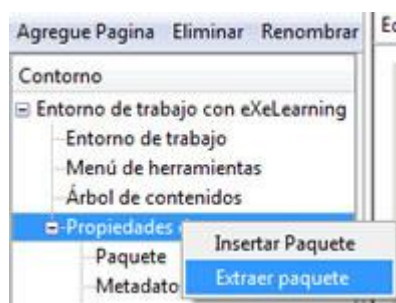 Agregue Pagina Eliminar Renombrar
Contorno
Entorno de trabajo con eXeLearning
Entorno de trabajo
Menú de herramientas
Árbol de contenidos
Propiedades
Insertar Paquete
Paquete
Extraer paquete
Metadato